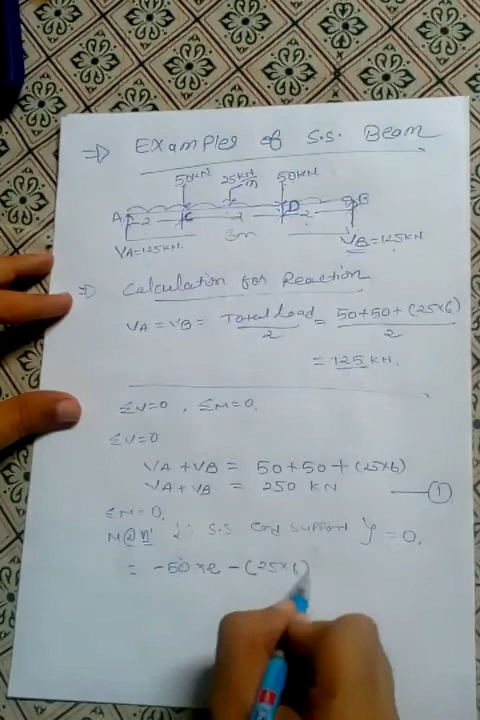 ⇒ Examples of S.S. Beam
50KN 25KN/m 50KN
A 2 C 2 D 2 B
6m
VA=125KN. VB=125KN
⇒ Calculation for Reaction
VA = VB = Total load / 2 = 50+50+(25×6) / 2
= 125 KN.
ΣV=0 , ΣM=0.
ΣV=0
VA + VB = 50+50+(25×6)
VA + VB = 250 KN —— ①
ΣM=0.
M@ {∵ S.S end support} = 0.
= -50×2 - (25×6)